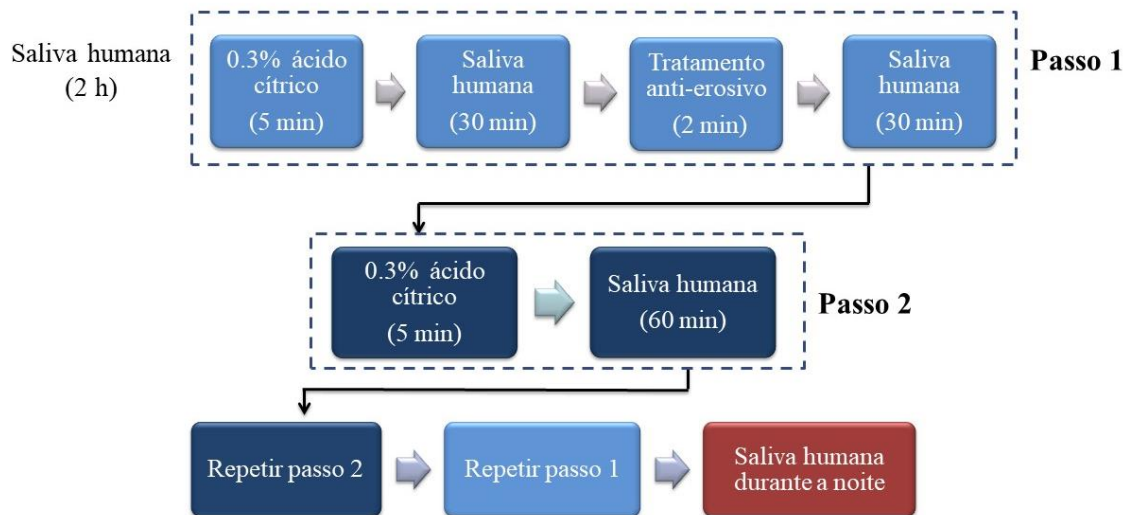 Saliva humana
(2 h)
0.3% ácido
cítrico
(5 min)
Saliva
humana
(30 min)
Tratamento
anti-erosivo
(2 min)
Saliva
humana
(30 min)
Passo 1
0.3% ácido
cítrico
(5 min)
Saliva humana
(60 min)
Passo 2
Repetir passo 2
Repetir passo 1
Saliva humana
durante a noite